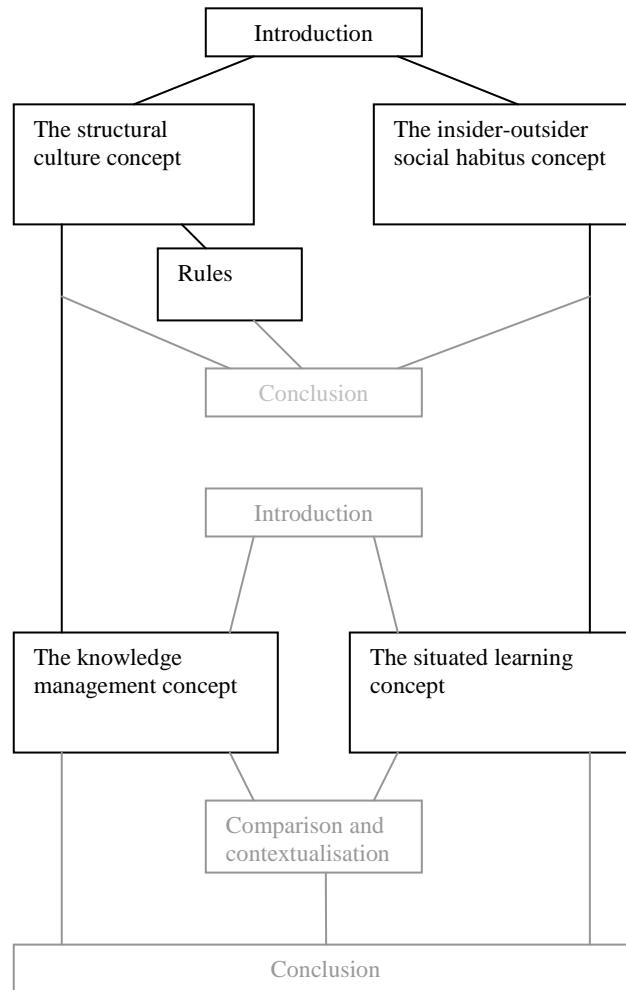 Introduction
The structural
culture concept
The insider-outsider
social habitus concept
Rules
Conclusion
Introduction
The knowledge
management concept
The situated learning
concept
Comparison and
contextualisation
Conclusion